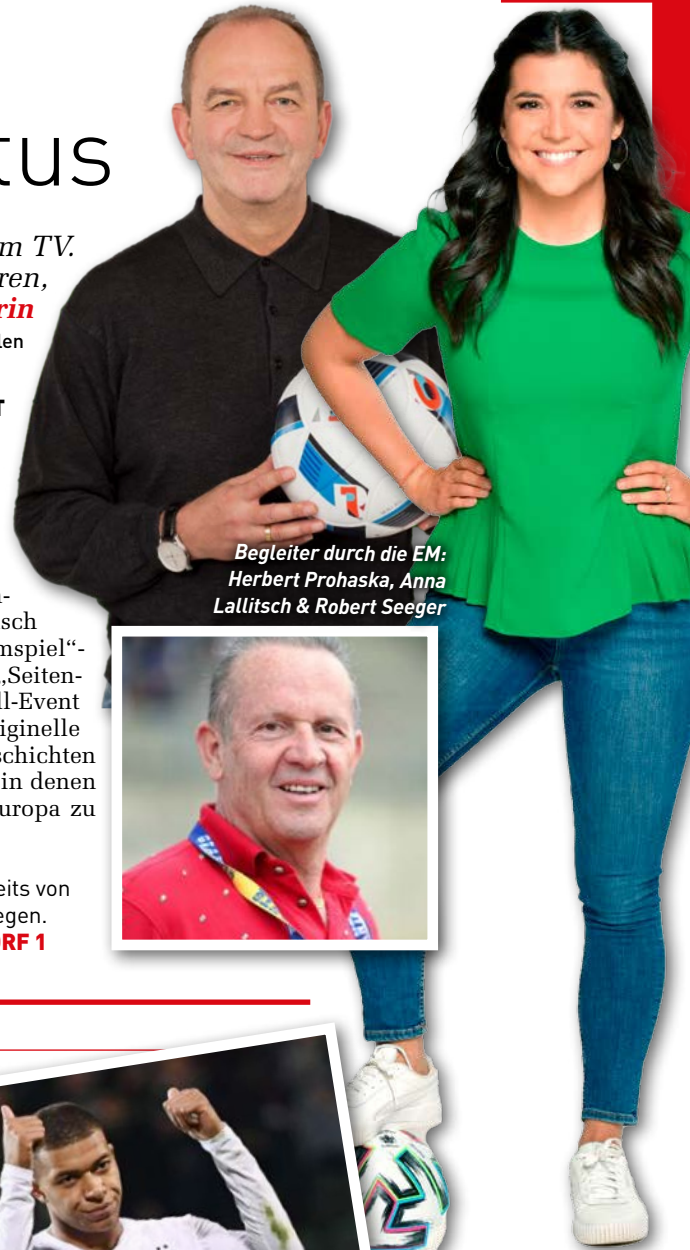 tus
m TV.
ren,
rin
len
T
Begleiter durch die EM:
Herbert Prohaska, Anna
Lallitsch & Robert Seeger
n-
sch
mspiel“-
„Seiten-
ll-Event
iginelle
schichten
in denen
uropa zu
eits von
egen.
RF 1